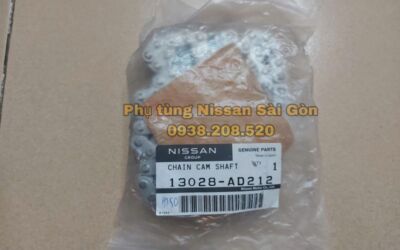 Phụ tùng Nissan Sài Gòn
0938.208.520
NISSAN
GROUP
GENUINE PARTS
CHAIN CAM SHAFT
1
13028-AD212